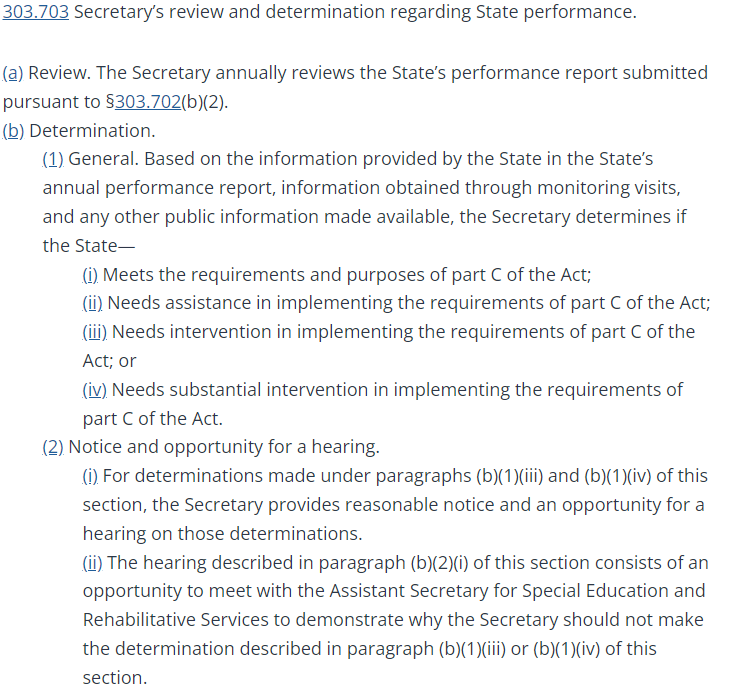 303.703 Secretary’s review and determination regarding State performance.
(a) Review. The Secretary annually reviews the State’s performance report submitted
pursuant to §303.702(b)(2).
(b) Determination.
(1) General. Based on the information provided by the State in the State’s
annual performance report, information obtained through monitoring visits,
and any other public information made available, the Secretary determines if
the State—
(i) Meets the requirements and purposes of part C of the Act;
(ii) Needs assistance in implementing the requirements of part C of the Act;
(iii) Needs intervention in implementing the requirements of part C of the
Act; or
(iv) Needs substantial intervention in implementing the requirements of
part C of the Act.
(2) Notice and opportunity for a hearing.
(i) For determinations made under paragraphs (b)(1)(iii) and (b)(1)(iv) of this
section, the Secretary provides reasonable notice and an opportunity for a
hearing on those determinations.
(ii) The hearing described in paragraph (b)(2)(i) of this section consists of an
opportunity to meet with the Assistant Secretary for Special Education and
Rehabilitative Services to demonstrate why the Secretary should not make
the determination described in paragraph (b)(1)(iii) or (b)(1)(iv) of this
section.